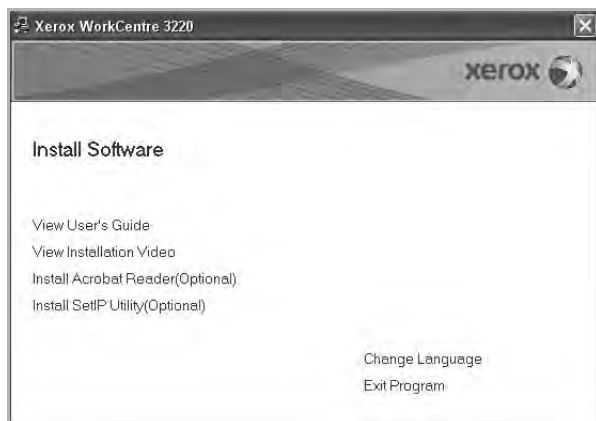 Xerox WorkCentre 3220
xerox
Install Software
View User's Guide
View Installation Video
Install Acrobat Reader(Optional)
Install SetIP Utility(Optional)
Change Language
Exit Program